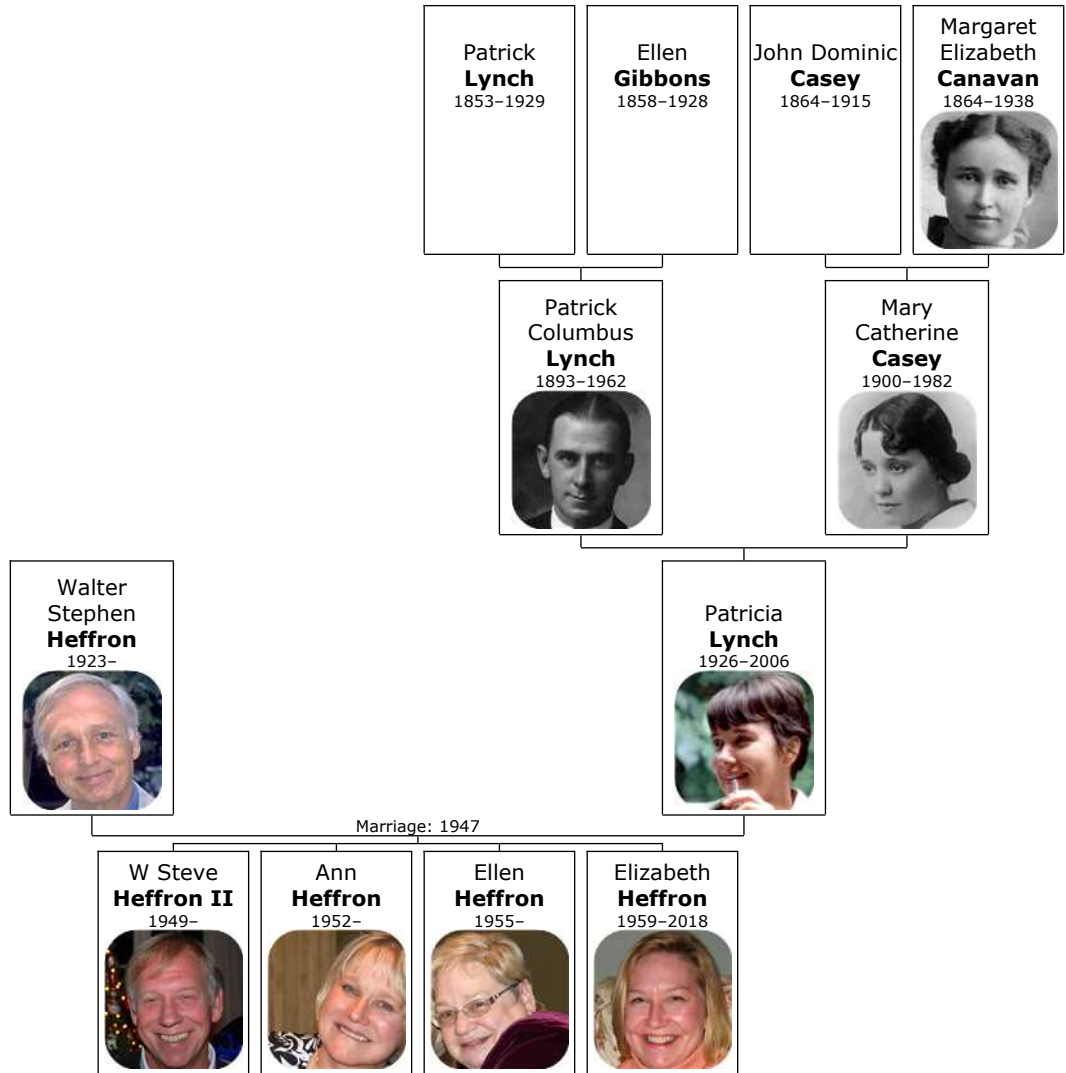 Patrick
Lynch
1853–1929
Ellen
Gibbons
1858–1928
John Dominic
Casey
1864–1915
Margaret
Elizabeth
Canavan
1864–1938
Patrick
Columbus
Lynch
1893–1962
Mary
Catherine
Casey
1900–1982
Walter
Stephen
Heffron
1923–
Patricia
Lynch
1926–2006
Marriage: 1947
W Steve
Heffron II
1949–
Ann
Heffron
1952–
Ellen
Heffron
1955–
Elizabeth
Heffron
1959–2018